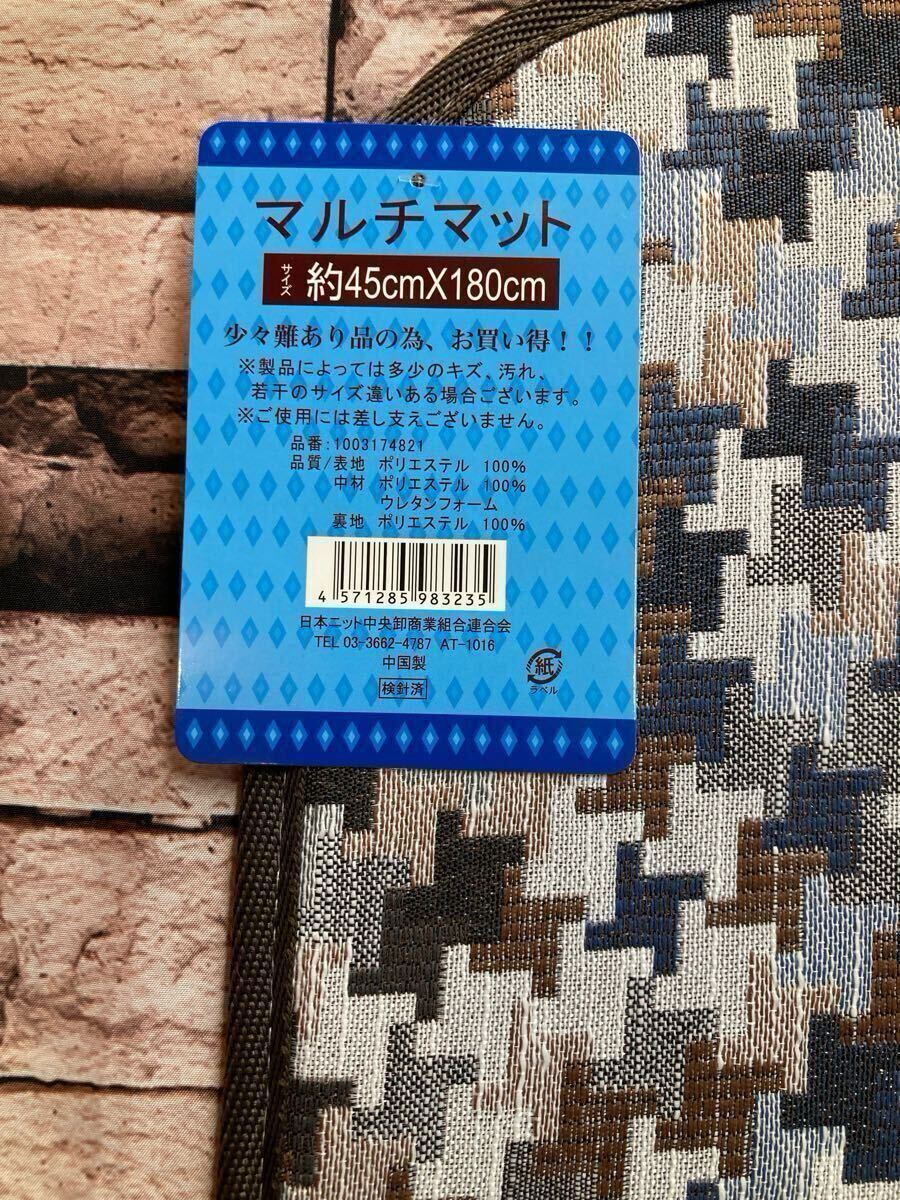 マルチマット
サイズ 約45cmX180cm
少々難あり品の為、お買い得！！
※製品によっては多少のキズ、汚れ、
若干のサイズ違いある場合ございます。
※ご使用には差し支えございません。
品番:1003174821
品質/表地 ポリエステル 100%
中材 ポリエステル 100%
ウレタンフォーム
裏地 ポリエステル 100%
4 571285 983235
日本ニット中央卸商業組合連合会
TEL 03-3662-4787 AT-1016
中国製
検針済
紙
ラベル